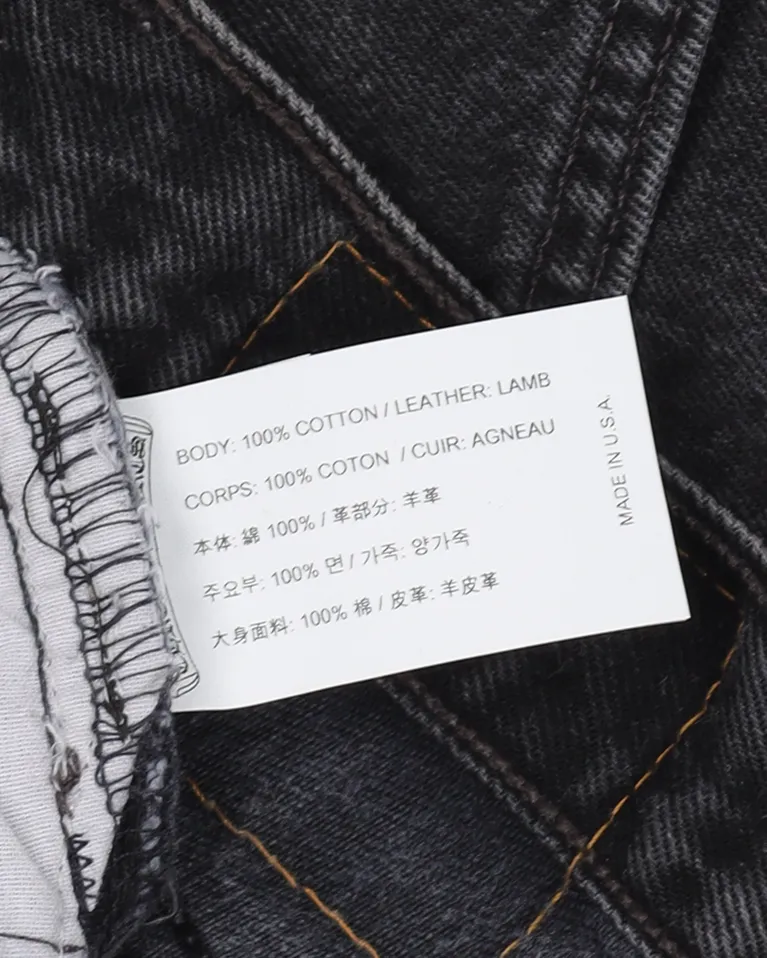 BODY: 100% COTTON / LEATHER: LAMB
CORPS: 100% COTON / CUIR: AGNEAU
本体: 綿 100% / 革部分: 羊革
주요부: 100% 면 / 가죽: 양가죽
大身面料: 100% 棉 / 皮革: 羊皮革
MADE IN U.S.A.